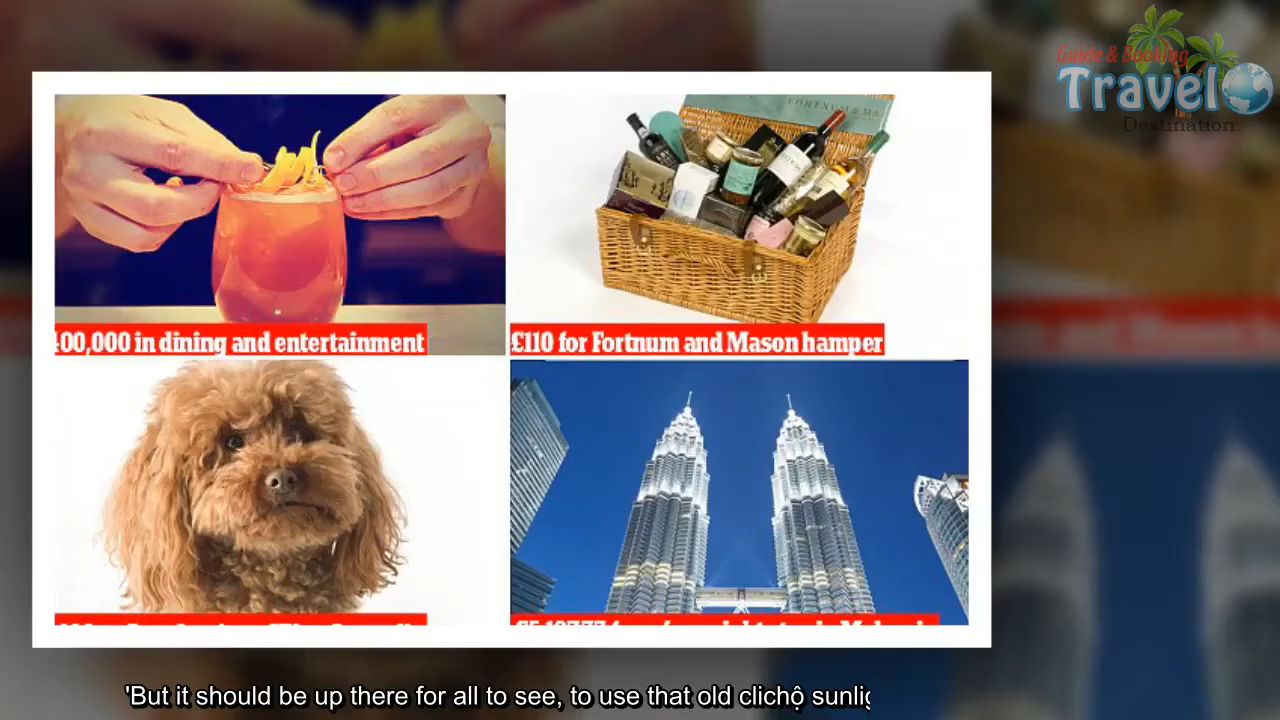 Guide & Booking
Travel
Destination
FORTNUM & MA
00,000 in dining and entertainment
£110 for Fortnum and Mason hamper
'But it should be up there for all to see, to use that old clichộ sunlig